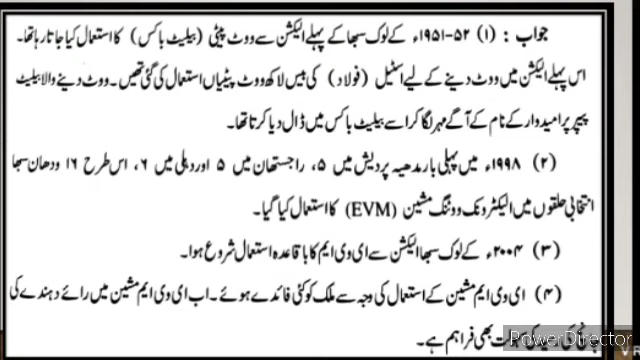 جواب : (۱) ۵۲-۱۹۵۱ء کے لوک سبھا کے پہلے الیکشن سے ووٹ پیٹی (بیلیٹ باکس) کا استعمال کیا جاتا رہا تھا۔
اس پہلے الیکشن میں ووٹ دینے کے لیے اسٹیل (فولاد) کی بیس لاکھ ووٹ پیٹیاں استعمال کی گئی تھیں۔ ووٹ دینے والا بیلیٹ
پیپر پر امیدوار کے نام کے آگے مہر لگا کر اسے بیلیٹ باکس میں ڈال دیا کرتا تھا۔
(۲) ۱۹۹۸ء میں پہلی بار مدھیہ پردیش میں ۵، راجستھان میں ۵ اور دہلی میں ۶، اس طرح ۱۶ ودھان سبھا
انتخابی حلقوں میں الیکٹرونک ووٹنگ مشین (EVM) کا استعمال کیا گیا۔
(۳) ۲۰۰۴ء کے لوک سبھا الیکشن سے ای وی ایم کا باقاعدہ استعمال شروع ہوا۔
(۴) ای وی ایم مشین کے استعمال کی وجہ سے ملک کو کئی فائدے ہوئے۔ اب ای وی ایم مشین میں رائے دہندے کی
بھی فراہم ہے۔
PowerDirector